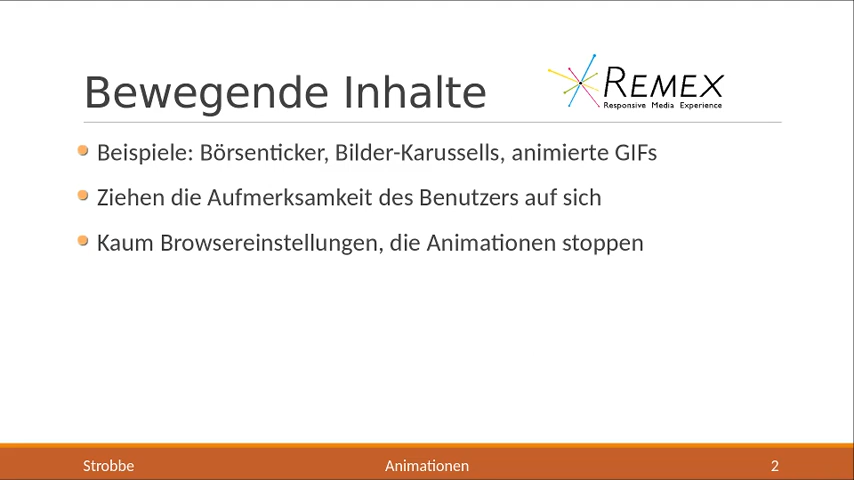 Bewegende Inhalte
REMEX
Responsive Media Experience
Beispiele: Börsenticker, Bilder-Karussells, animierte GIFs
Ziehen die Aufmerksamkeit des Benutzers auf sich
Kaum Browsereinstellungen, die Animationen stoppen
Strobbe Animationen 2